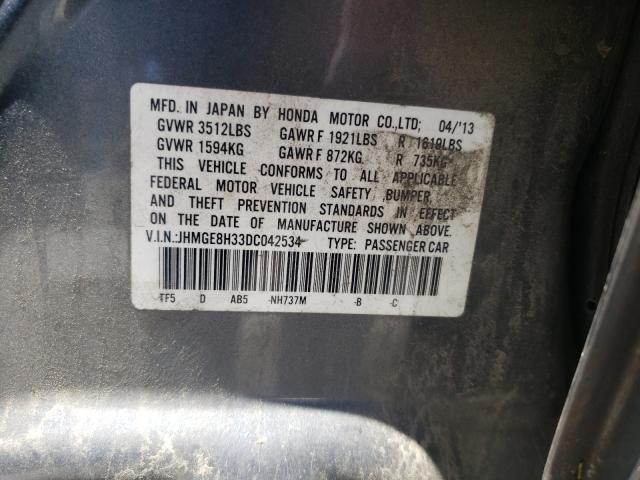 MFD. IN JAPAN BY HONDA MOTOR CO.,LTD; 04/'13
GVWR 3512LBS GAWR F 1921LBS R 1619LBS
GVWR 1594KG GAWR F 872KG R 735KG
THIS VEHICLE CONFORMS TO ALL APPLICABLE
FEDERAL MOTOR VEHICLE SAFETY, BUMPER,
AND THEFT PREVENTION STANDARDS IN EFFECT
ON THE DATE OF MANUFACTURE SHOWN ABOVE.
V.I.N.:JHMGE8H33DC042534 TYPE: PASSENGER CAR
TF5 D AB5 -NH737M -B -C